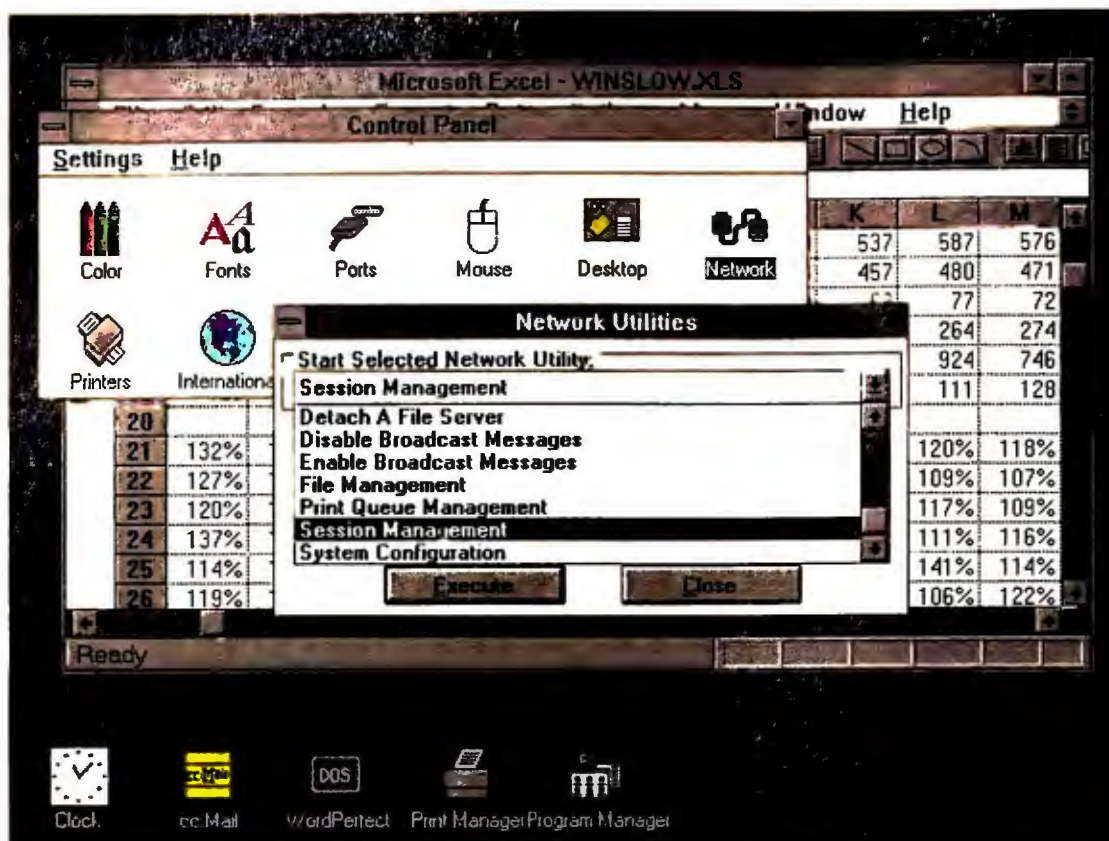 Microsoft Excel - WINSLOW.XLS
Window Help
Control Panel
Settings Help
Color
Fonts
Ports
Mouse
Desktop
Network
Printers
International
K L M
537 587 576
457 480 471
77 72
264 274
924 746
111 128
Network Utilities
Start Selected Network Utility:
Session Management
Detach A File Server
Disable Broadcast Messages
Enable Broadcast Messages
File Management
Print Queue Management
Session Management
System Configuration
Execute Close
20
21 132% 120% 118%
22 127% 109% 107%
23 120% 117% 109%
24 137% 111% 116%
25 114% 141% 114%
26 119% 106% 122%
Ready
Clock
cc:Mail
DOS
WordPerfect
Print Manager
Program Manager